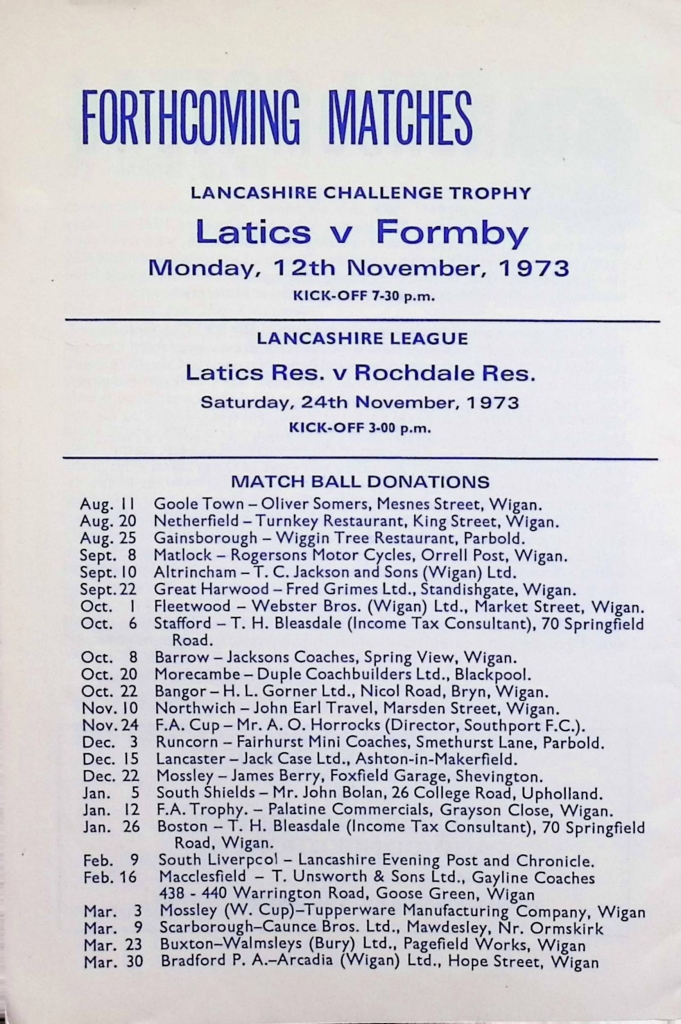 FORTHCOMING MATCHES
LANCASHIRE CHALLENGE TROPHY
Latics v Formby
Monday, 12th November, 1973
KICK-OFF 7-30 p.m.
LANCASHIRE LEAGUE
Latics Res. v Rochdale Res.
Saturday, 24th November, 1973
KICK-OFF 3-00 p.m.
MATCH BALL DONATIONS
Aug. 11 Goole Town – Oliver Somers, Mesnes Street, Wigan.
Aug. 20 Netherfield – Turnkey Restaurant, King Street, Wigan.
Aug. 25 Gainsborough – Wiggin Tree Restaurant, Parbold.
Sept. 8 Matlock – Rogersons Motor Cycles, Orrell Post, Wigan.
Sept. 10 Altrincham – T. C. Jackson and Sons (Wigan) Ltd.
Sept. 22 Great Harwood – Fred Grimes Ltd., Standishgate, Wigan.
Oct. 1 Fleetwood – Webster Bros. (Wigan) Ltd., Market Street, Wigan.
Oct. 6 Stafford – T. H. Bleasdale (Income Tax Consultant), 70 Springfield
Road.
Oct. 8 Barrow – Jacksons Coaches, Spring View, Wigan.
Oct. 20 Morecambe – Duple Coachbuilders Ltd., Blackpool.
Oct. 22 Bangor – H. L. Gorner Ltd., Nicol Road, Bryn, Wigan.
Nov. 10 Northwich – John Earl Travel, Marsden Street, Wigan.
Nov. 24 F.A. Cup – Mr. A. O. Horrocks (Director, Southport F.C.).
Dec. 3 Runcorn – Fairhurst Mini Coaches, Smethurst Lane, Parbold.
Dec. 15 Lancaster – Jack Case Ltd., Ashton-in-Makerfield.
Dec. 22 Mossley – James Berry, Foxfield Garage, Shevington.
Jan. 5 South Shields – Mr. John Bolan, 26 College Road, Upholland.
Jan. 12 F.A. Trophy. – Palatine Commercials, Grayson Close, Wigan.
Jan. 26 Boston – T. H. Bleasdale (Income Tax Consultant), 70 Springfield
Road, Wigan.
Feb. 9 South Liverpool – Lancashire Evening Post and Chronicle.
Feb. 16 Macclesfield – T. Unsworth & Sons Ltd., Gayline Coaches
438 - 440 Warrington Road, Goose Green, Wigan
Mar. 3 Mossley (W. Cup)–Tupperware Manufacturing Company, Wigan
Mar. 9 Scarborough–Caunce Bros. Ltd., Mawdesley, Nr. Ormskirk
Mar. 23 Buxton–Walmsleys (Bury) Ltd., Pagefield Works, Wigan
Mar. 30 Bradford P. A.–Arcadia (Wigan) Ltd., Hope Street, Wigan